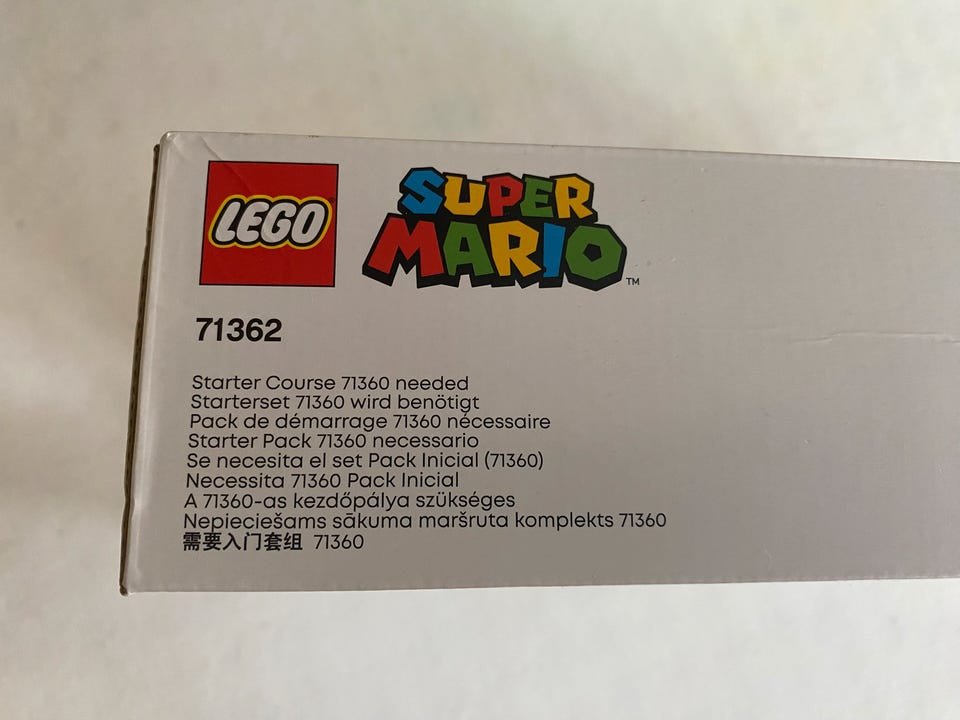 LEGO
SUPER
MARIO™
71362
Starter Course 71360 needed
Starterset 71360 wird benötigt
Pack de démarrage 71360 nécessaire
Starter Pack 71360 necessario
Se necesita el set Pack Inicial (71360)
Necessita 71360 Pack Inicial
A 71360-as kezdőpálya szükséges
Nepieciešams sākuma maršruta komplekts 71360
需要入门套组 71360